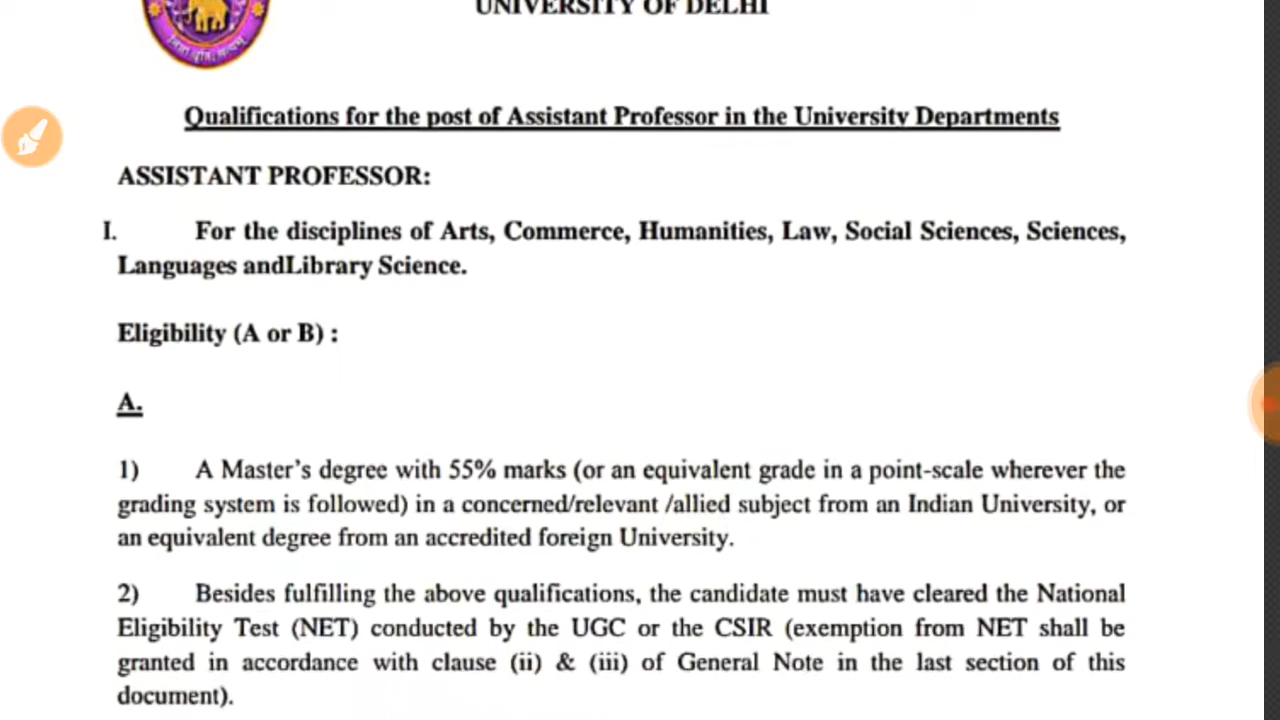 UNIVERSITY OF DELHI
Qualifications for the post of Assistant Professor in the University Departments
ASSISTANT PROFESSOR:
I. For the disciplines of Arts, Commerce, Humanities, Law, Social Sciences, Sciences,
Languages andLibrary Science.
Eligibility (A or B) :
A.
1) A Master's degree with 55% marks (or an equivalent grade in a point-scale wherever the
grading system is followed) in a concerned/relevant /allied subject from an Indian University, or
an equivalent degree from an accredited foreign University.
2) Besides fulfilling the above qualifications, the candidate must have cleared the National
Eligibility Test (NET) conducted by the UGC or the CSIR (exemption from NET shall be
granted in accordance with clause (ii) & (iii) of General Note in the last section of this
document).